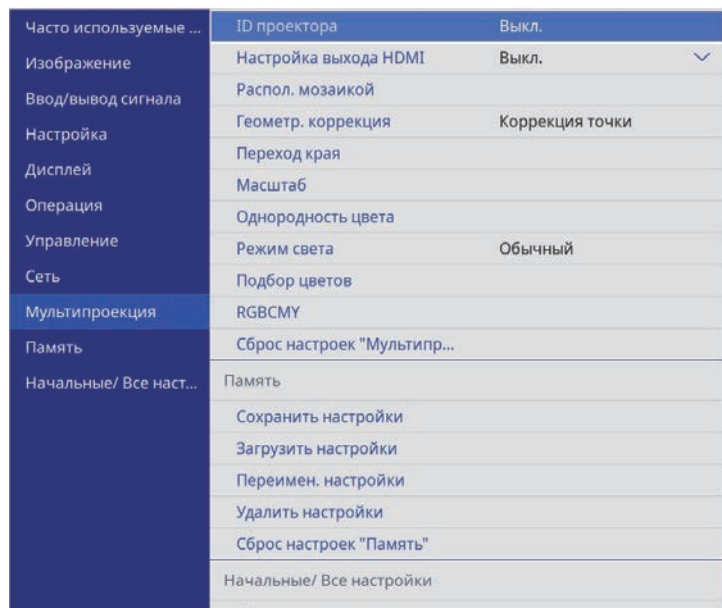 Часто используемые ...
Изображение
Ввод/вывод сигнала
Настройка
Дисплей
Операция
Управление
Сеть
Мультипроекция
Память
Начальные/ Все наст...
ID проектора Выкл.
Настройка выхода HDMI Выкл.
Распол. мозаикой
Геометр. коррекция Коррекция точки
Переход края
Масштаб
Однородность цвета
Режим света Обычный
Подбор цветов
RGBCMY
Сброс настроек "Мультипр...
Память
Сохранить настройки
Загрузить настройки
Переимен. настройки
Удалить настройки
Сброс настроек "Память"
Начальные/ Все настройки